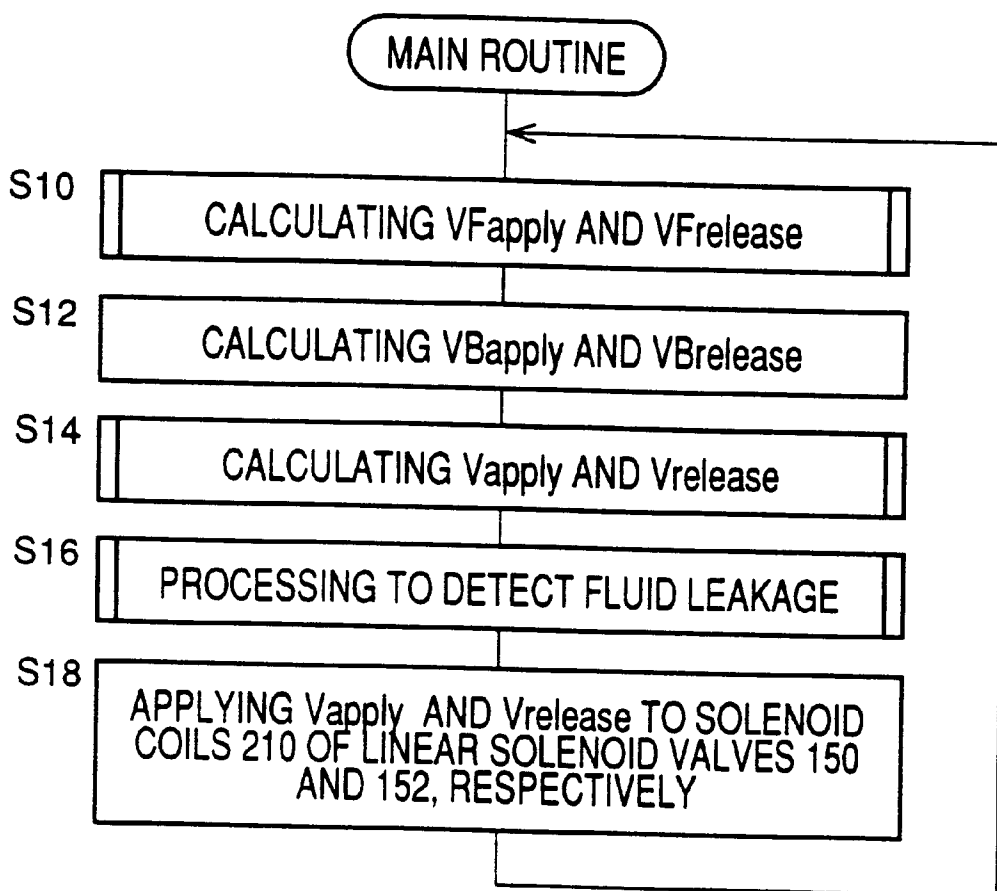 MAIN ROUTINE
S10
CALCULATING VFapply AND VFrelease
S12
CALCULATING VBapply AND VBrelease
S14
CALCULATING Vapply AND Vrelease
S16
PROCESSING TO DETECT FLUID LEAKAGE
S18
APPLYING Vapply AND Vrelease TO SOLENOID
COILS 210 OF LINEAR SOLENOID VALVES 150
AND 152, RESPECTIVELY